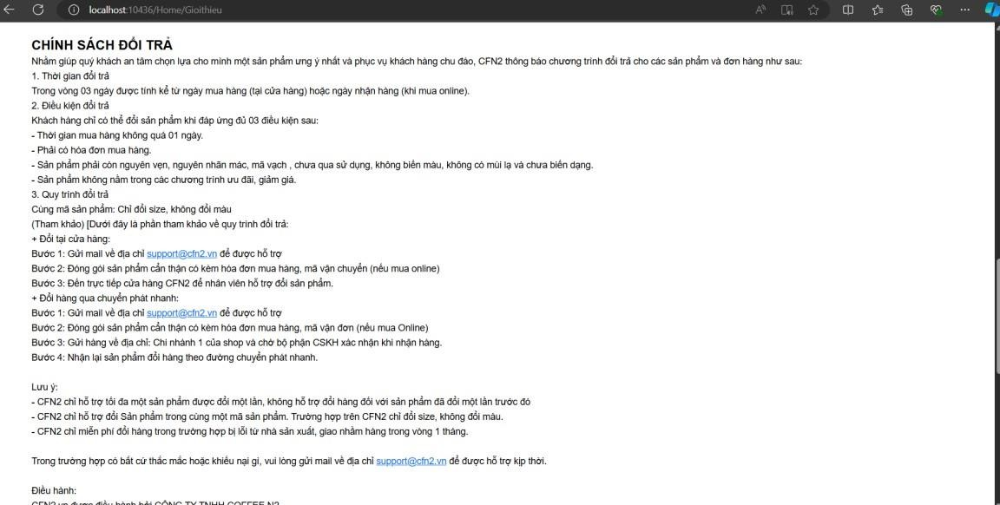 localhost:10436/Home/Gioithieu
CHÍNH SÁCH ĐỔI TRẢ
Nhằm giúp quý khách an tâm chọn lựa cho mình một sản phẩm ưng ý nhất và phục vụ khách hàng chu đáo, CFN2 thông báo chương trình đổi trả cho các sản phẩm và đơn hàng như sau:
1. Thời gian đổi trả
Trong vòng 03 ngày được tính kể từ ngày mua hàng (tại cửa hàng) hoặc ngày nhận hàng (khi mua online).
2. Điều kiện đổi trả
Khách hàng chỉ có thể đổi sản phẩm khi đáp ứng đủ 03 điều kiện sau:
- Thời gian mua hàng không quá 01 ngày.
- Phải có hóa đơn mua hàng.
- Sản phẩm phải còn nguyên vẹn, nguyên nhãn mác, mã vạch , chưa qua sử dụng, không biến màu, không có mùi lạ và chưa biến dạng.
- Sản phẩm không nằm trong các chương trình ưu đãi, giảm giá.
3. Quy trình đổi trả
Cùng mã sản phẩm: Chỉ đổi size, không đổi màu
(Tham khảo) [Dưới đây là phần tham khảo về quy trình đổi trả:
+ Đổi tại cửa hàng:
Bước 1: Gửi mail về địa chỉ support@cfn2.vn để được hỗ trợ
Bước 2: Đóng gói sản phẩm cẩn thận có kèm hóa đơn mua hàng, mã vận chuyển (nếu mua online)
Bước 3: Đến trực tiếp cửa hàng CFN2 để nhân viên hỗ trợ đổi sản phẩm.
+ Đổi hàng qua chuyển phát nhanh:
Bước 1: Gửi mail về địa chỉ support@cfn2.vn để được hỗ trợ
Bước 2: Đóng gói sản phẩm cẩn thận có kèm hóa đơn mua hàng, mã vận đơn (nếu mua Online)
Bước 3: Gửi hàng về địa chỉ: Chi nhánh 1 của shop và chờ bộ phận CSKH xác nhận khi nhận hàng.
Bước 4: Nhận lại sản phẩm đổi hàng theo đường chuyển phát nhanh.
Lưu ý:
- CFN2 chỉ hỗ trợ tối đa một sản phẩm được đổi một lần, không hỗ trợ đổi hàng đối với sản phẩm đã đổi một lần trước đó
- CFN2 chỉ hỗ trợ đổi Sản phẩm trong cùng một mã sản phẩm. Trường hợp trên CFN2 chỉ đổi size, không đổi màu.
- CFN2 chỉ miễn phí đổi hàng trong trường hợp bị lỗi từ nhà sản xuất, giao nhầm hàng trong vòng 1 tháng.
Trong trường hợp có bất cứ thắc mắc hoặc khiếu nại gì, vui lòng gửi mail về địa chỉ support@cfn2.vn để được hỗ trợ kịp thời.
Điều hành:
CFN2.vn được điều hành bởi CÔNG TY TNHH COFFEE N2